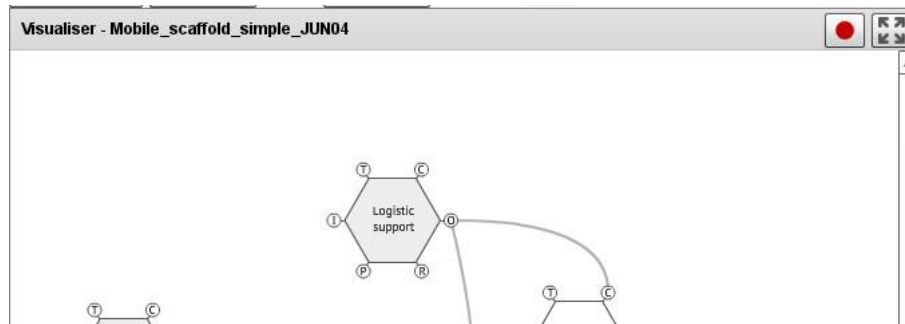 Visualiser - Mobile_scaffold_simple_JUN04
T C
I Logistic support O
P R
T C
T C